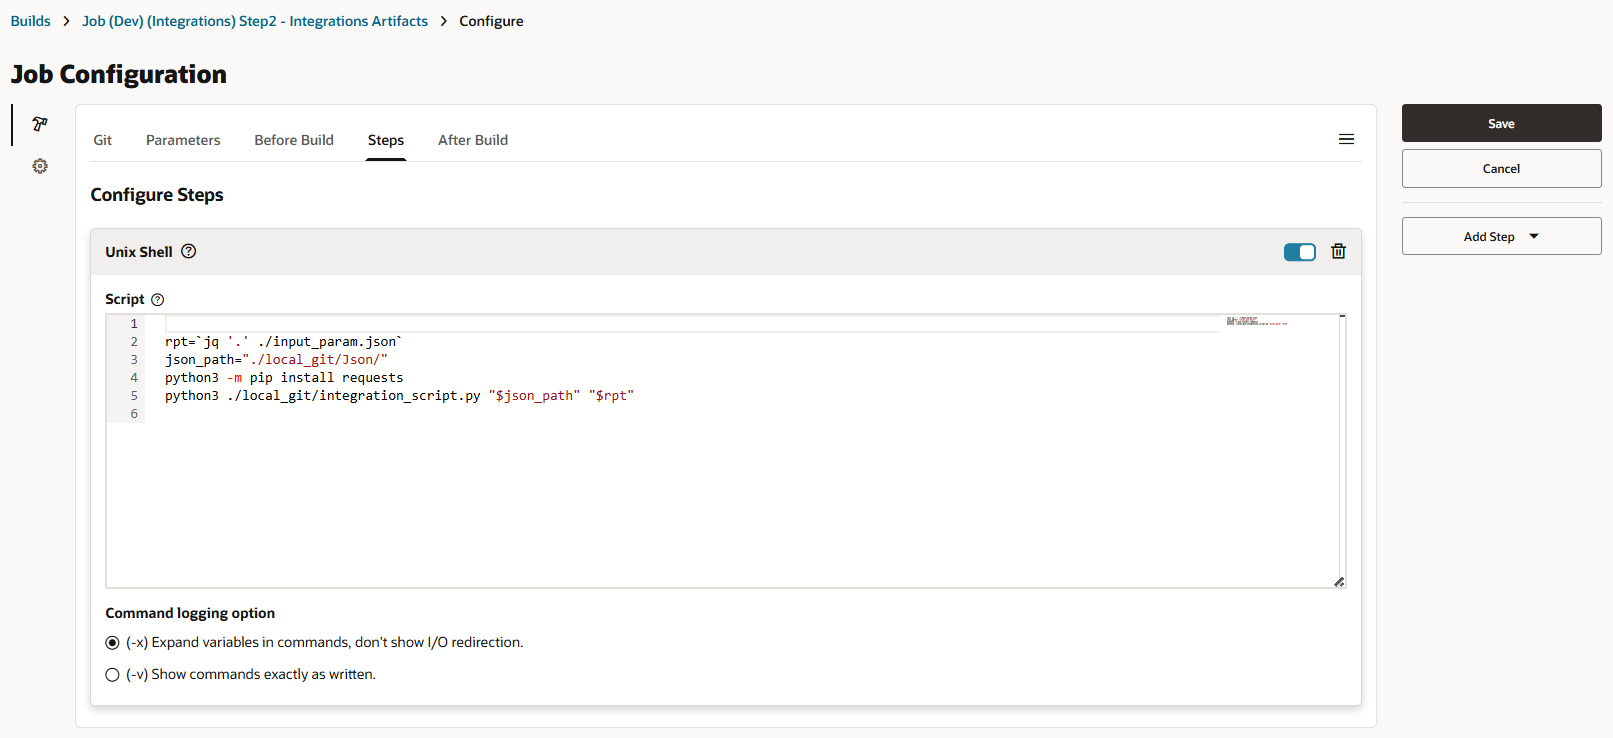 Builds > Job (Dev) (Integrations) Step2 - Integrations Artifacts > Configure
Job Configuration
Git Parameters Before Build Steps After Build
Save
Cancel
Add Step
Configure Steps
Unix Shell
Script
1
2 rpt=`jq '.' ./input_param.json`
3 json_path="./local_git/Json/"
4 python3 -m pip install requests
5 python3 ./local_git/integration_script.py "$json_path" "$rpt"
6
Command logging option
(-x) Expand variables in commands, don't show I/O redirection.
(-v) Show commands exactly as written.